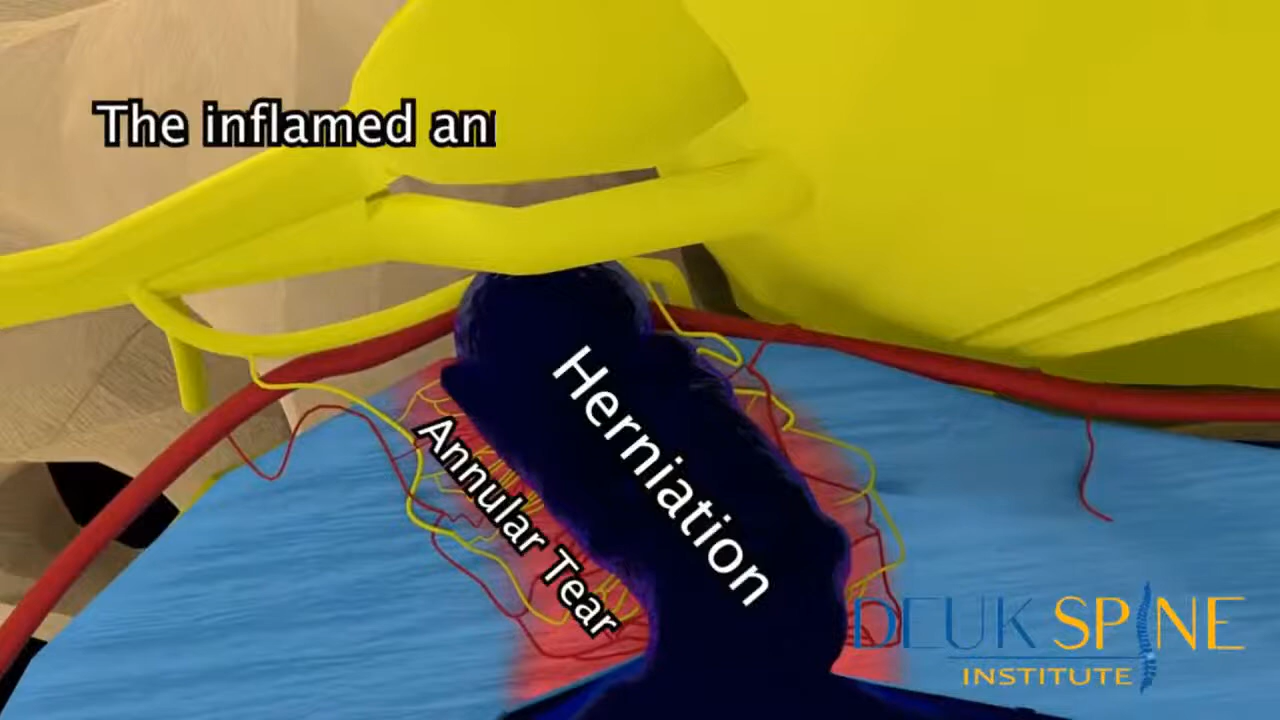 The inflamed an
Herniation
Annular Tear
DEUK SPINE
INSTITUTE